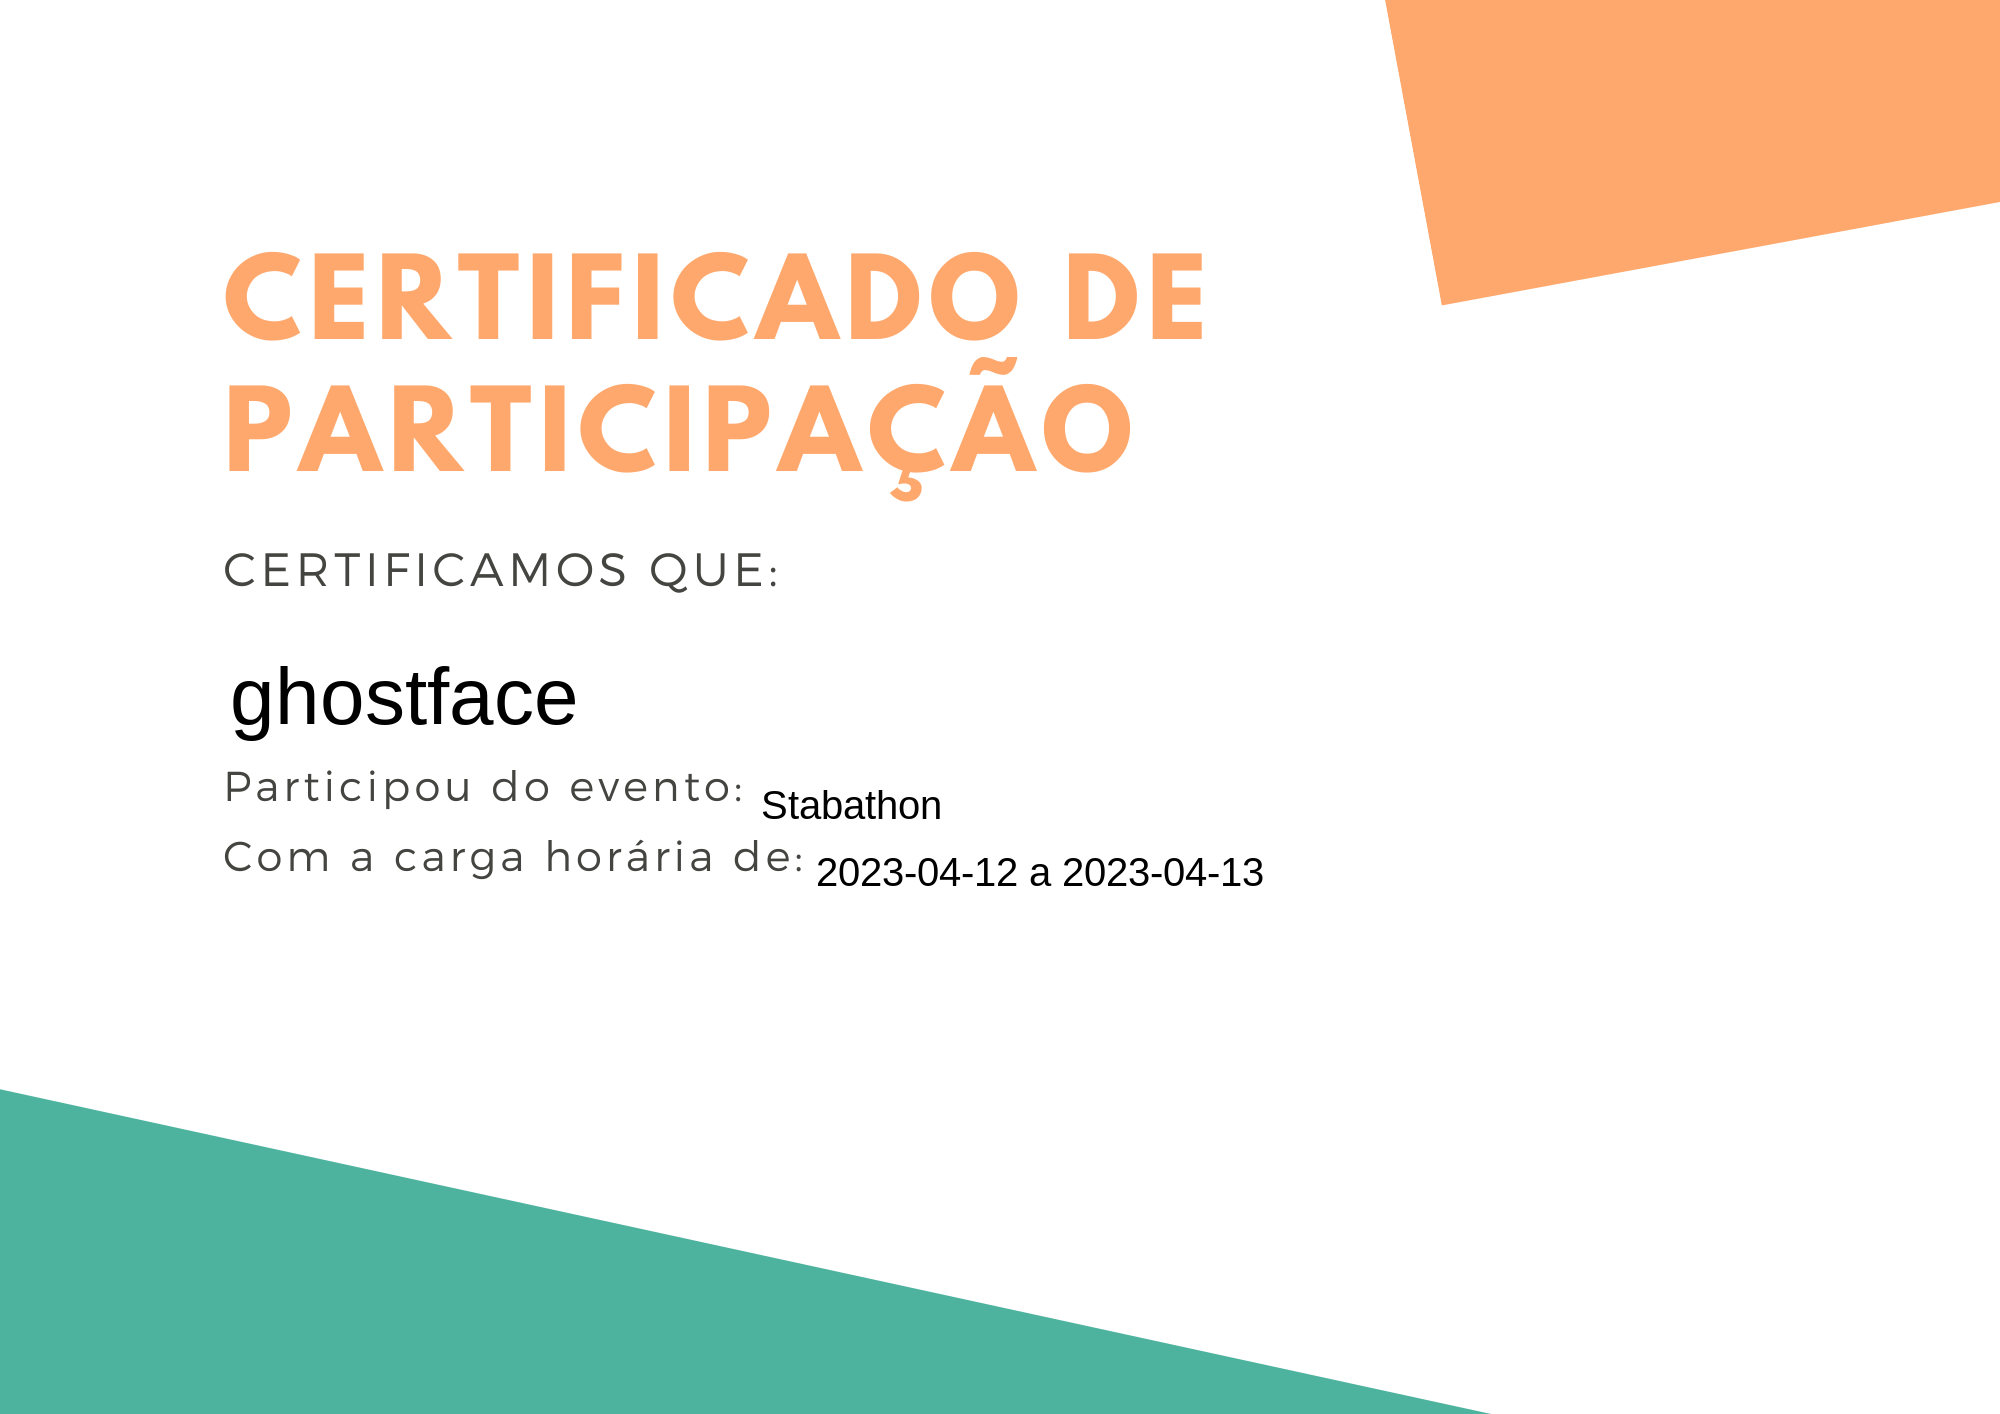 CERTIFICADO DE
PARTICIPAÇÃO
CERTIFICAMOS QUE:
ghostface
Participou do evento: Stabathon
Com a carga horária de: 2023-04-12 a 2023-04-13